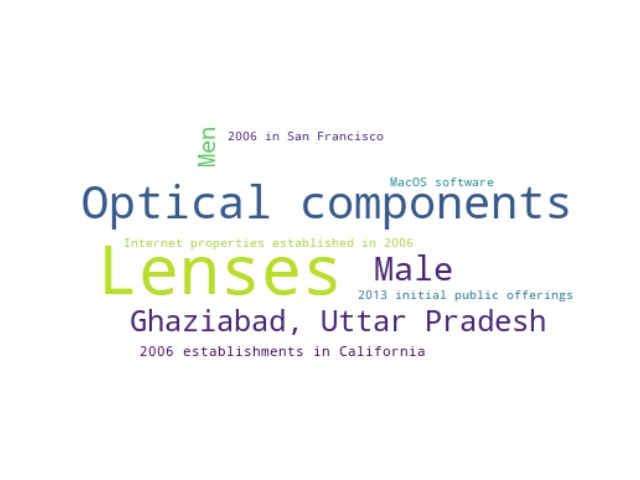 Men
2006 in San Francisco
MacOS software
Optical components
Internet properties established in 2006
Lenses
Male
2013 initial public offerings
Ghaziabad, Uttar Pradesh
2006 establishments in California